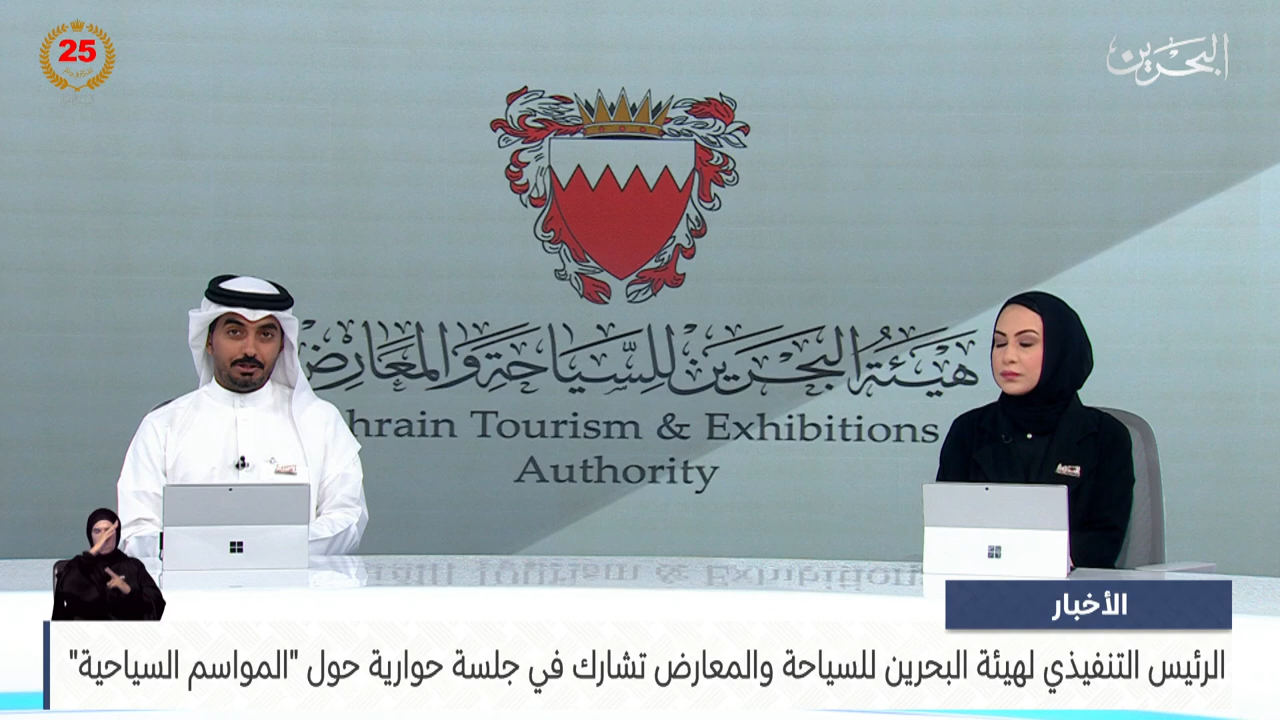 25
البحرين
هيئة البحرين للسياحة والمعارض
hrain Tourism & Exhibitions
Authority
الأخبار
الرئيس التنفيذي لهيئة البحرين للسياحة والمعارض تشارك في جلسة حوارية حول "المواسم السياحية"